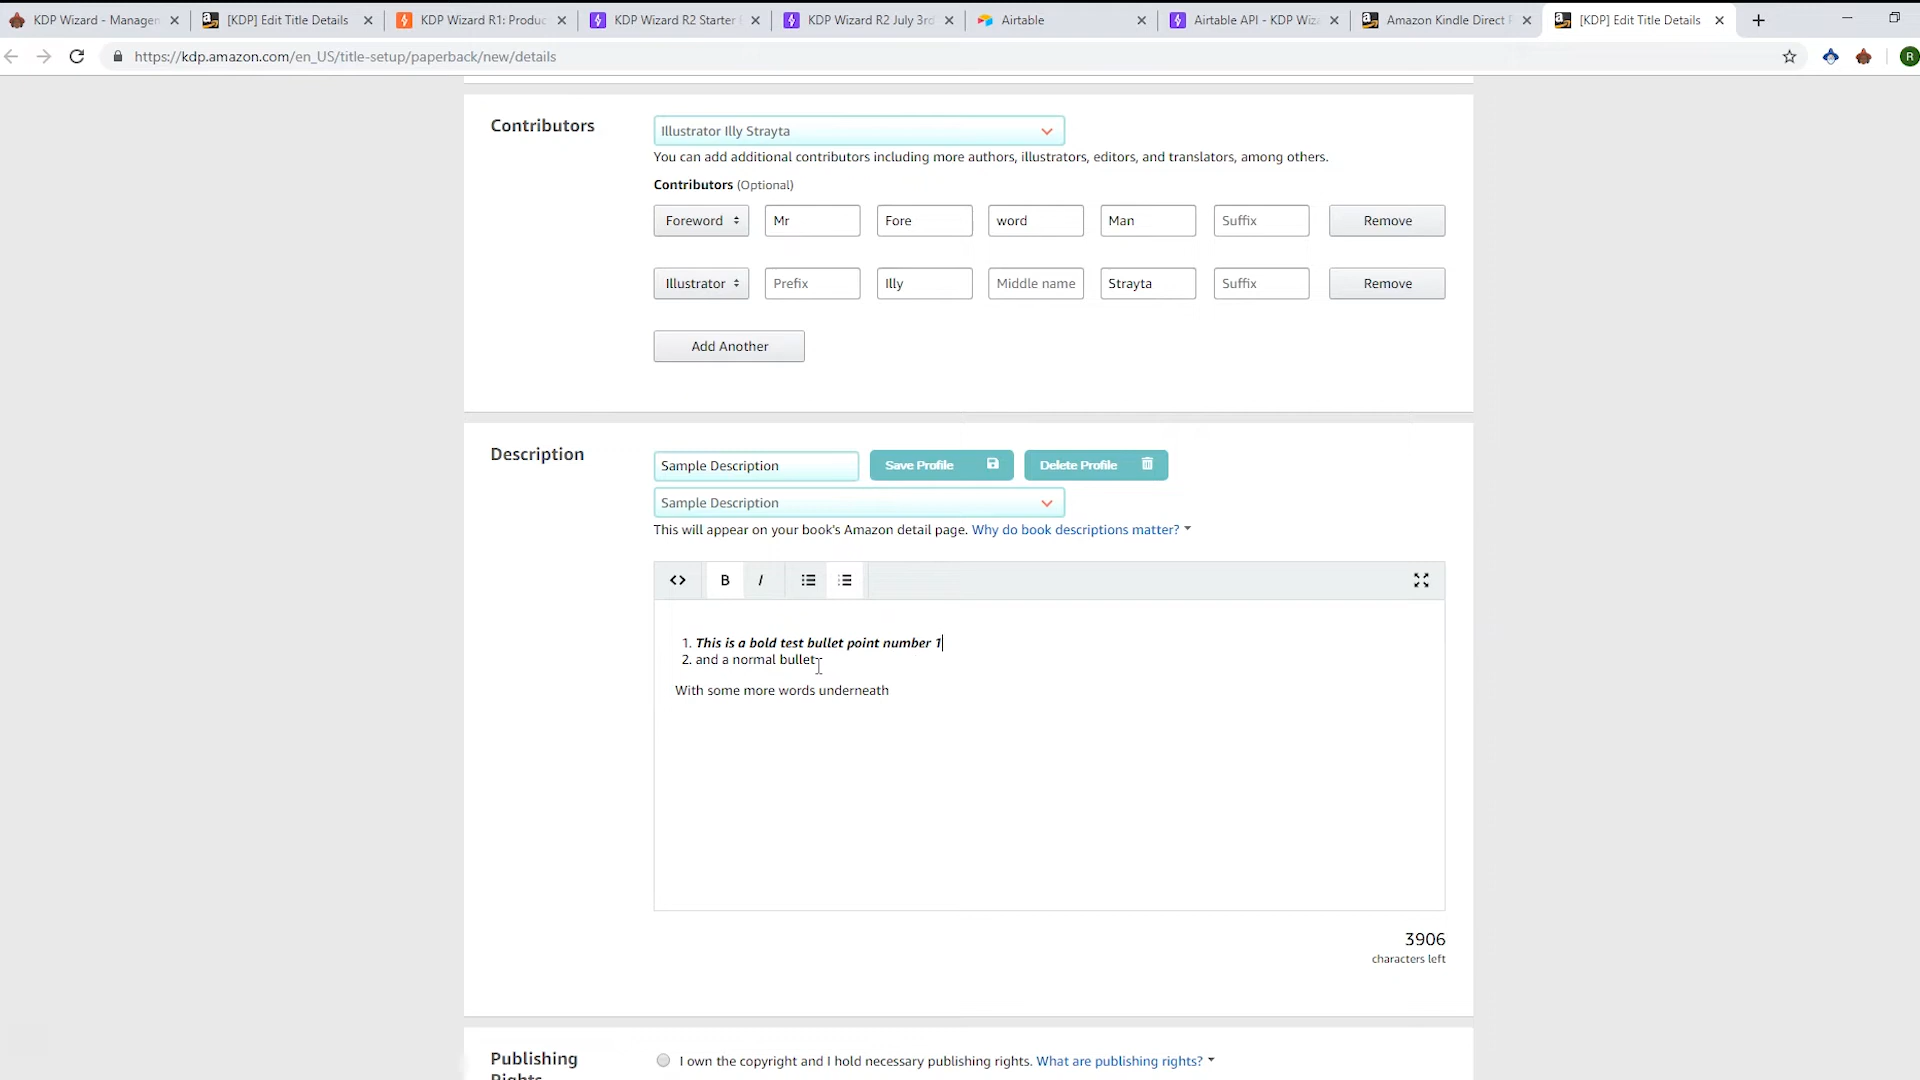 KDP Wizard - Managem
[KDP] Edit Title Details
KDP Wizard R1: Produc
KDP Wizard R2 Starter
KDP Wizard R2 July 3rd
Airtable
Airtable API - KDP Wiza
Amazon Kindle Direct P
[KDP] Edit Title Details
https://kdp.amazon.com/en_US/title-setup/paperback/new/details
R
Contributors
Illustrator Illy Strayta
You can add additional contributors including more authors, illustrators, editors, and translators, among others.
Contributors (Optional)
Foreword Mr Fore word Man Suffix Remove
Illustrator Prefix Illy Middle name Strayta Suffix Remove
Add Another
Description
Sample Description Save Profile Delete Profile
Sample Description
This will appear on your book's Amazon detail page. Why do book descriptions matter?
<> B I
1. This is a bold test bullet point number 1
2. and a normal bullet
With some more words underneath
3906
characters left
Publishing
Rights
I own the copyright and I hold necessary publishing rights. What are publishing rights?